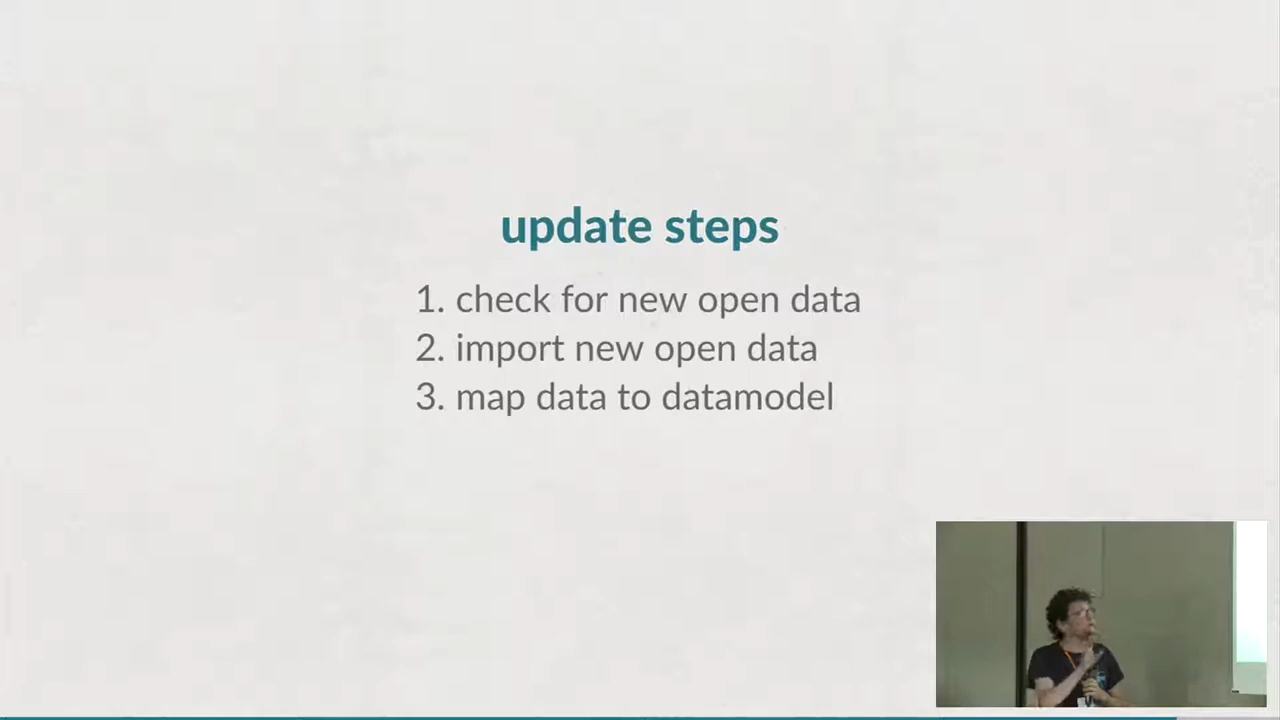 update steps
1. check for new open data
2. import new open data
3. map data to datamodel